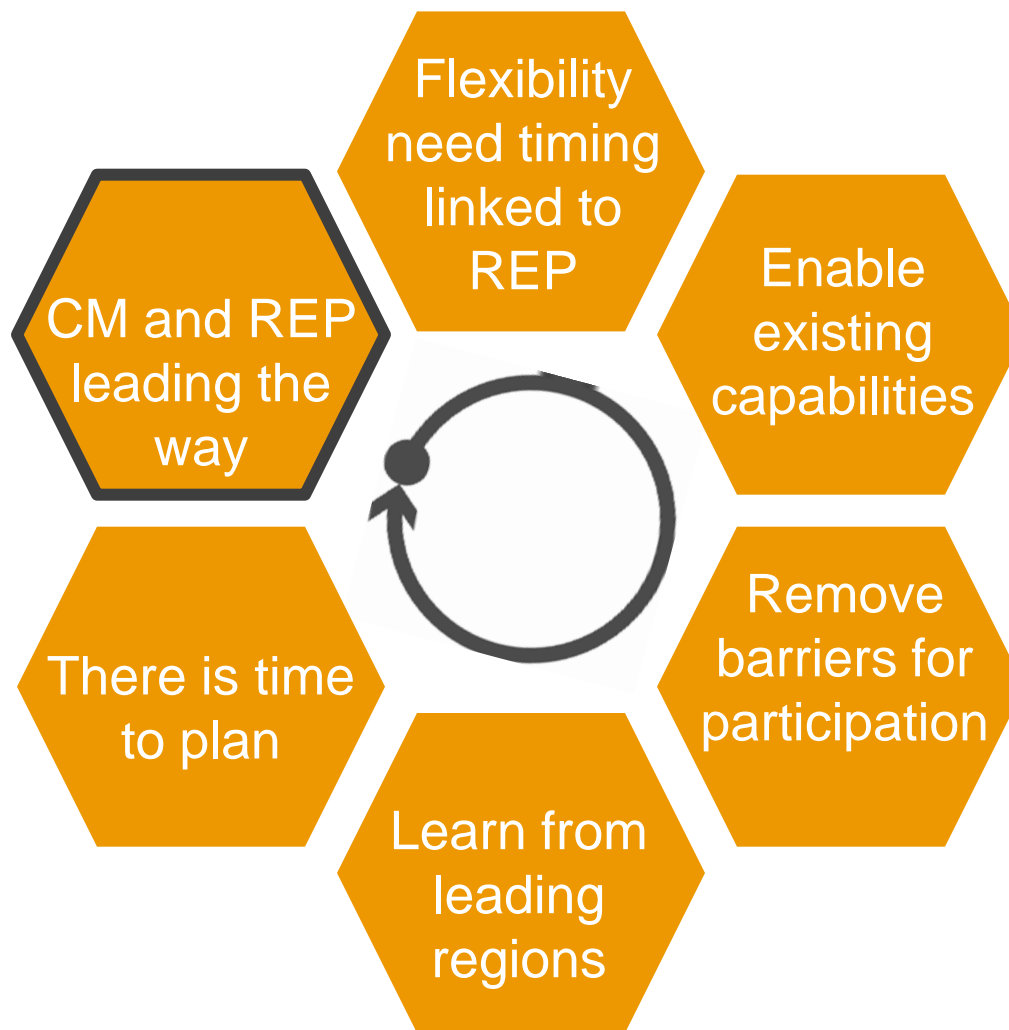 Flexibility
need timing
linked to
REP
Enable
existing
capabilities
Remove
barriers for
participation
Learn from
leading
regions
There is time
to plan
CM and REP
leading the
way